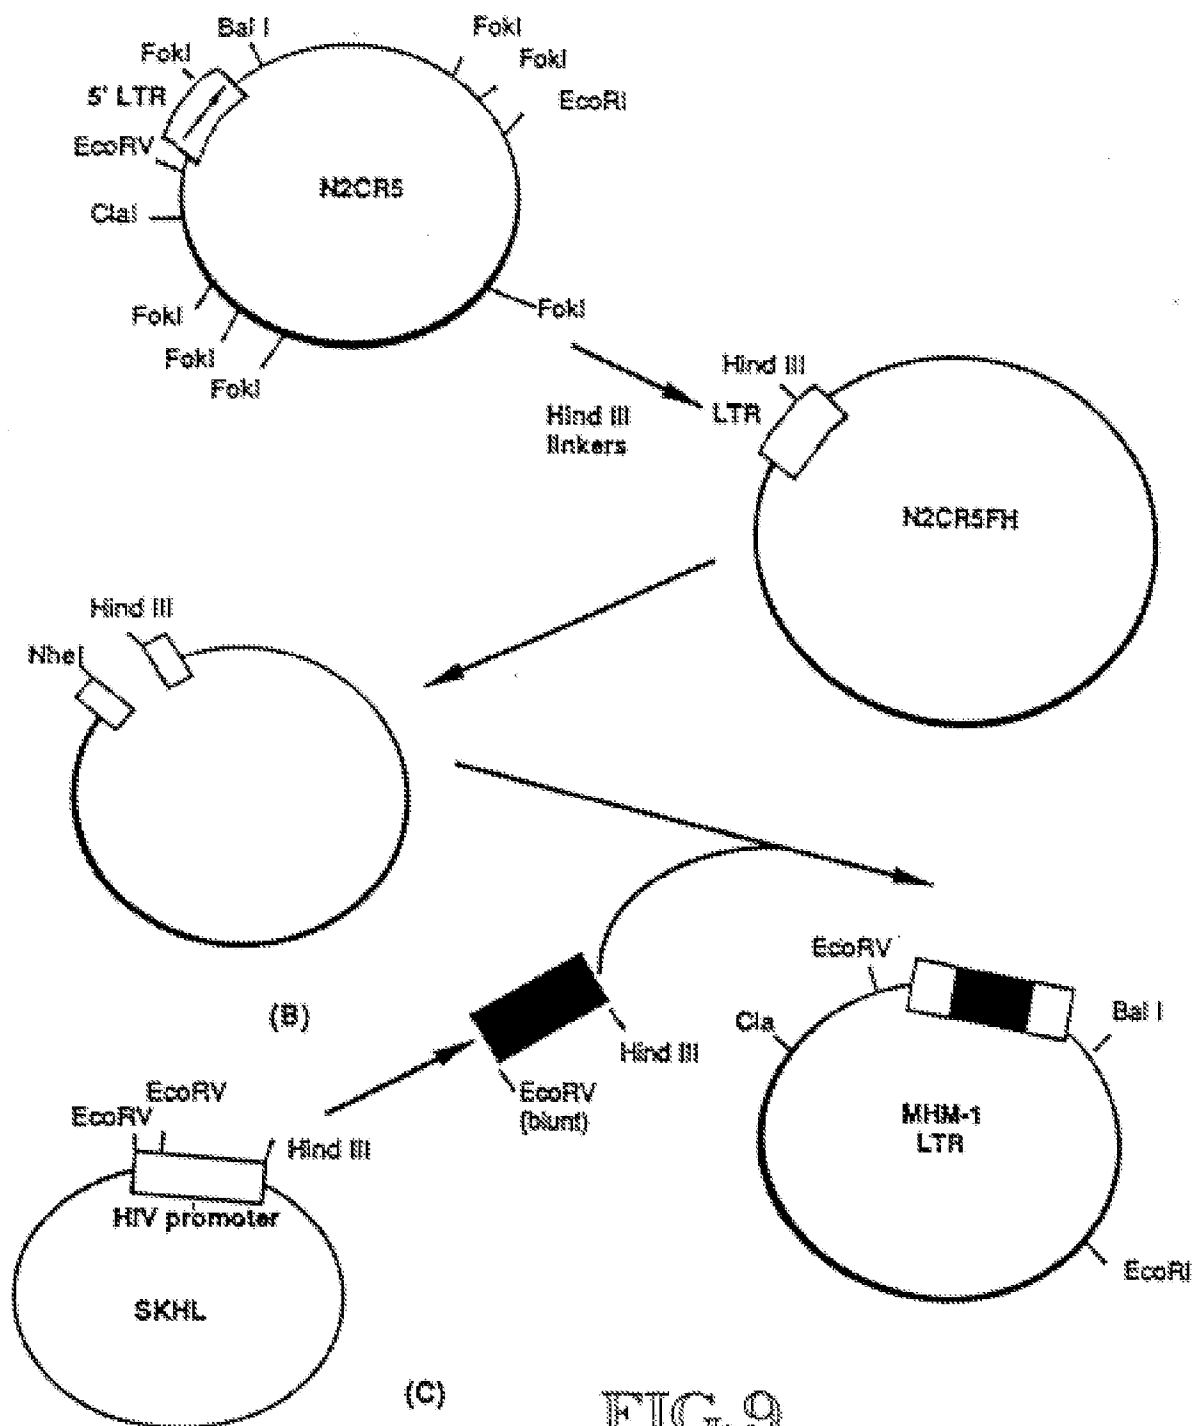 Bal I
FokI
FokI
FokI
5' LTR
EcoRI
EcoRV
N2CR5
ClaI
FokI
FokI
FokI
FokI
Hind III
LTR
Hind III
linkers
N2CR5FH
Hind III
NheI
EcoRV
(B)
Cla
Bal I
Hind III
EcoRV
(blunt)
EcoRV
EcoRV
Hind III
MHM-1
LTR
HIV promoter
EcoRI
SKHL
(C)
FIG. 9